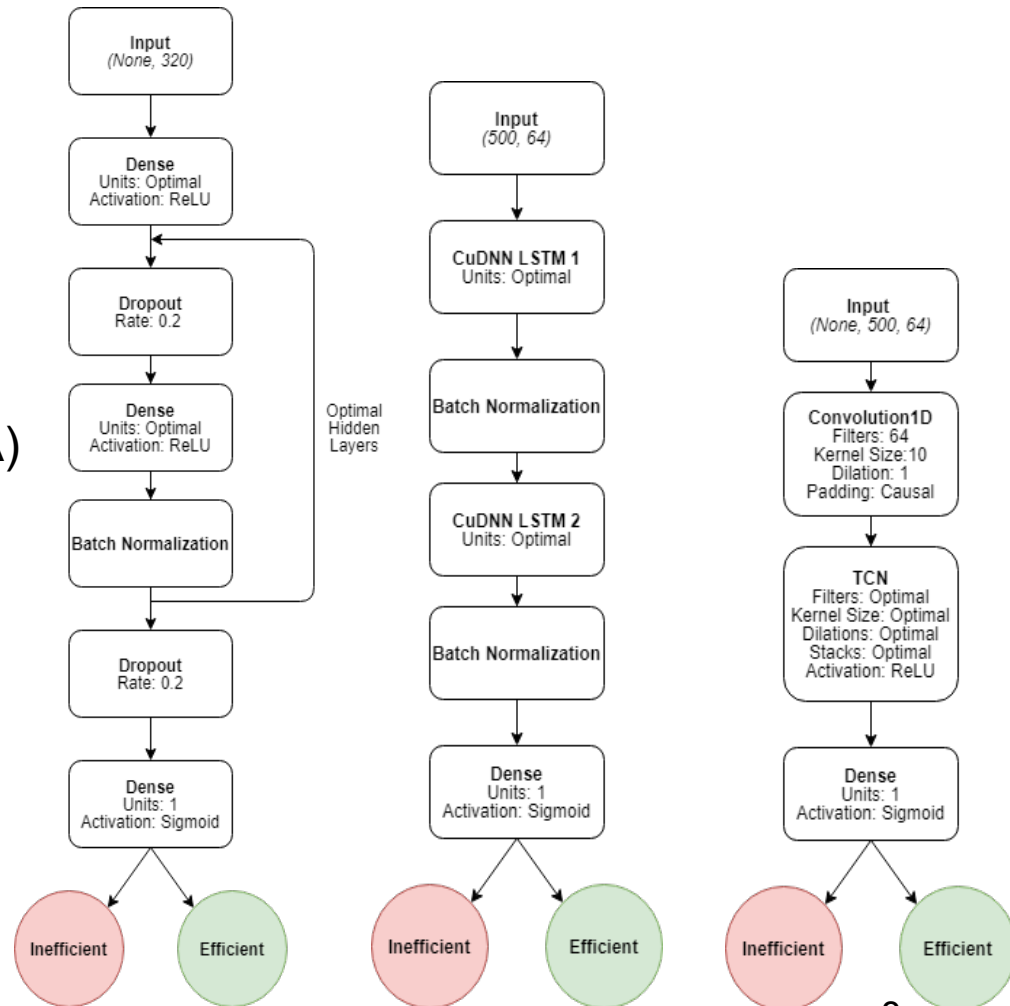 Input
(None, 320)
Dense
Units: Optimal
Activation: ReLU
Dropout
Rate: 0.2
Dense
Units: Optimal
Activation: ReLU
Batch Normalization
Optimal
Hidden
Layers
Dropout
Rate: 0.2
Dense
Units: 1
Activation: Sigmoid
Inefficient
Efficient
Input
(500, 64)
CuDNN LSTM 1
Units: Optimal
Batch Normalization
CuDNN LSTM 2
Units: Optimal
Batch Normalization
Dense
Units: 1
Activation: Sigmoid
Inefficient
Efficient
Input
(None, 500, 64)
Convolution1D
Filters: 64
Kernel Size:10
Dilation: 1
Padding: Causal
TCN
Filters: Optimal
Kernel Size: Optimal
Dilations: Optimal
Stacks: Optimal
Activation: ReLU
Dense
Units: 1
Activation: Sigmoid
Inefficient
Efficient